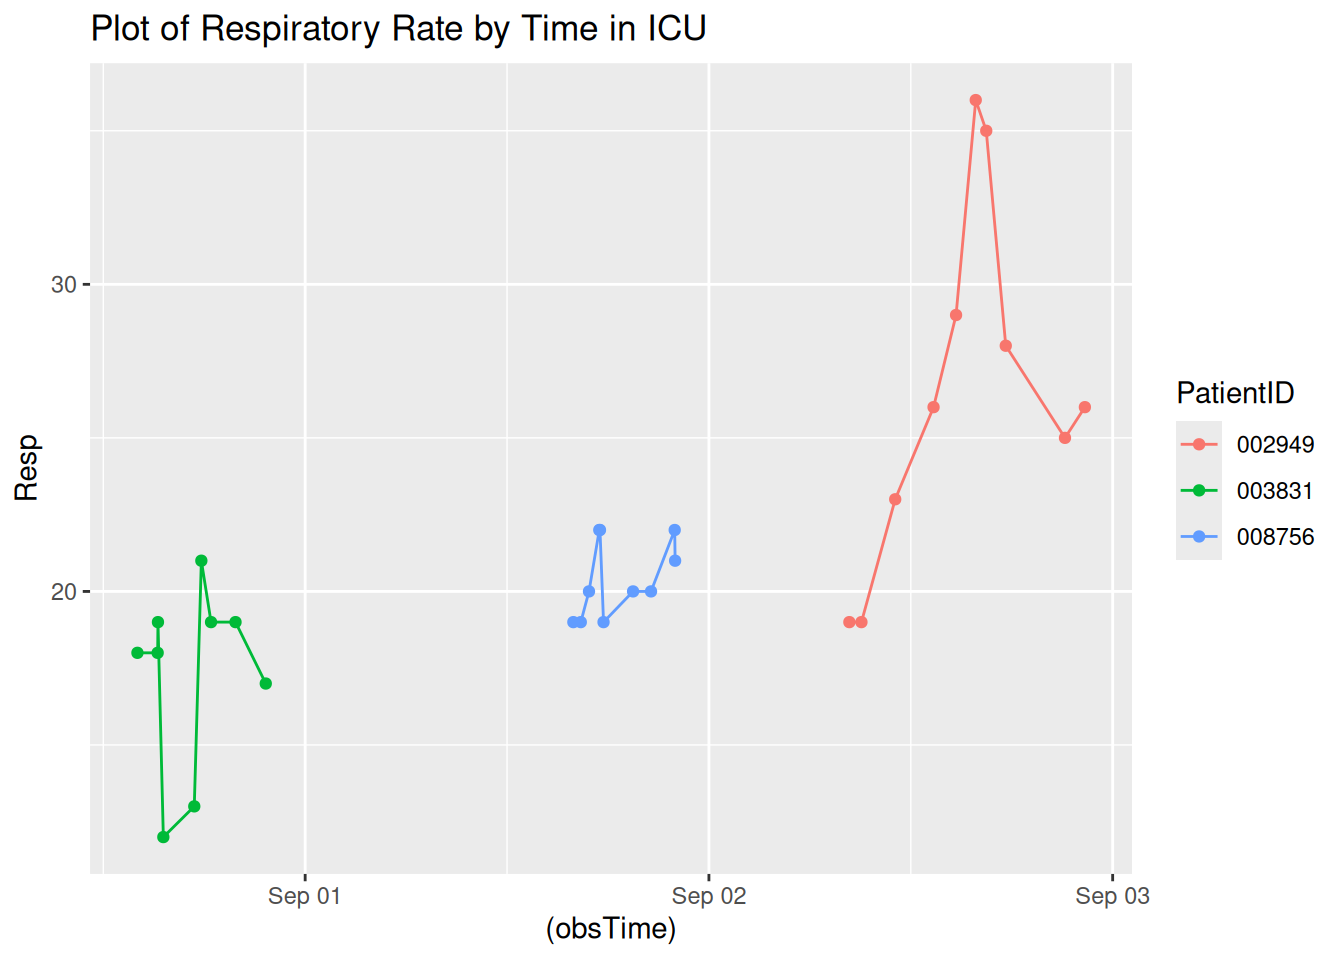 Plot of Respiratory Rate by Time in ICU
Resp
30
20
Sep 01
Sep 02
Sep 03
(obsTime)
PatientID
002949
003831
008756